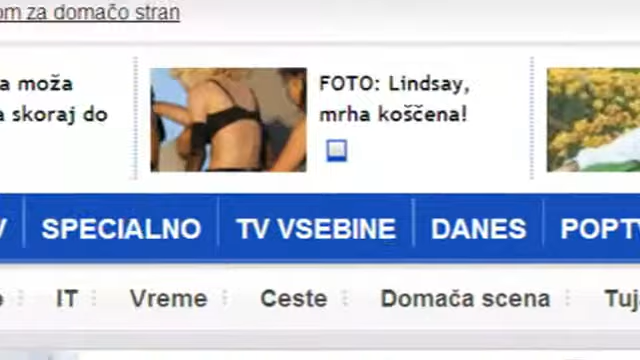 om za domačo stran
a moža
a skoraj do
FOTO: Lindsay,
mrha koščena!
V SPECIALNO TV VSEBINE DANES POPTV
o IT Vreme Ceste Domača scena Tuj